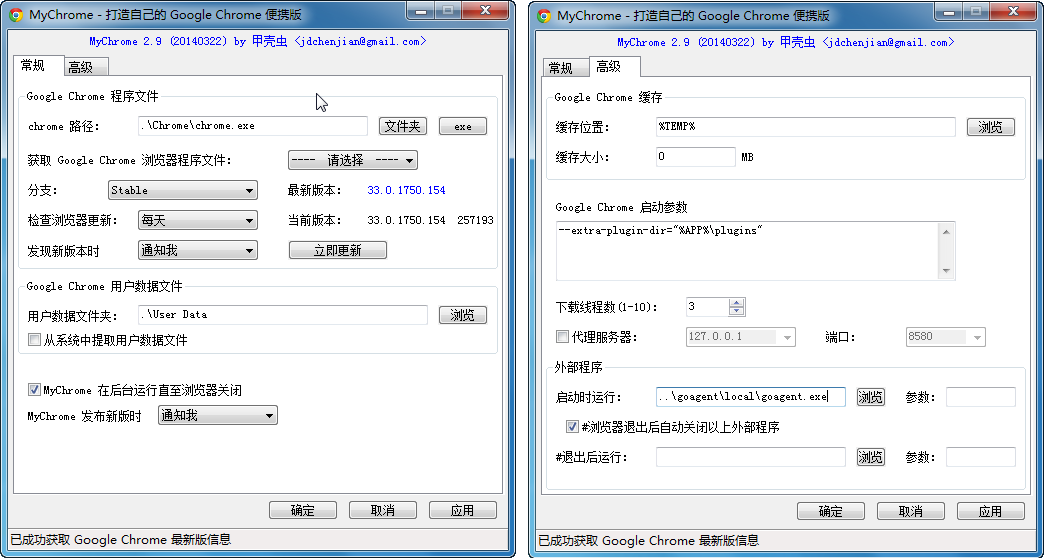 MyChrome - 打造自己的 Google Chrome 便携版
MyChrome 2.9 (20140322) by 甲壳虫 <jdchenjian@gmail.com>
常规
高级
Google Chrome 程序文件
chrome 路径： .\Chrome\chrome.exe 文件夹 exe
获取 Google Chrome 浏览器程序文件： ---- 请选择 ----
分支： Stable 最新版本： 33.0.1750.154
检查浏览器更新： 每天 当前版本： 33.0.1750.154 257193
发现新版本时 通知我 立即更新
Google Chrome 用户数据文件
用户数据文件夹： .\User Data 浏览
从系统中提取用户数据文件
MyChrome 在后台运行直至浏览器关闭
MyChrome 发布新版时 通知我
确定 取消 应用
已成功获取 Google Chrome 最新版信息
MyChrome - 打造自己的 Google Chrome 便携版
MyChrome 2.9 (20140322) by 甲壳虫 <jdchenjian@gmail.com>
常规
高级
Google Chrome 缓存
缓存位置： %TEMP% 浏览
缓存大小： 0 MB
Google Chrome 启动参数
--extra-plugin-dir="%APP%\plugins"
下载线程数(1-10)： 3
代理服务器： 127.0.0.1 端口： 8580
外部程序
启动时运行： ..\goagent\local\goagent.exe 浏览 参数：
#浏览器退出后自动关闭以上外部程序
#退出后运行： 浏览 参数：
确定 取消 应用
已成功获取 Google Chrome 最新版信息